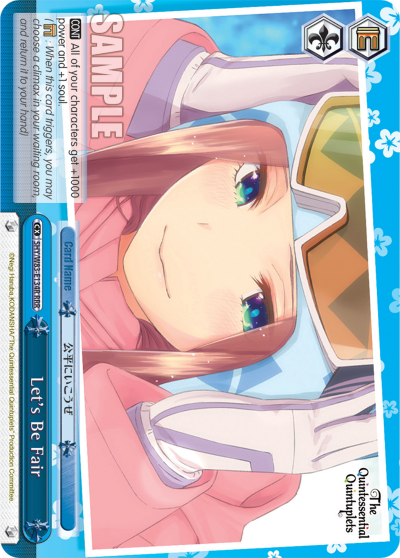 SAMPLE
[CONT] All of your characters get +1000
power and +1 soul.
( : When this card triggers, you may
choose a climax in your waiting room,
and return it to your hand)
The
Quintessential
Quintuplets
Card Name
公平にいこうぜ
CX
Let's Be Fair
©Negi Haruba,KODANSHA/"The Quintessential Quintuplets" Production Committee.